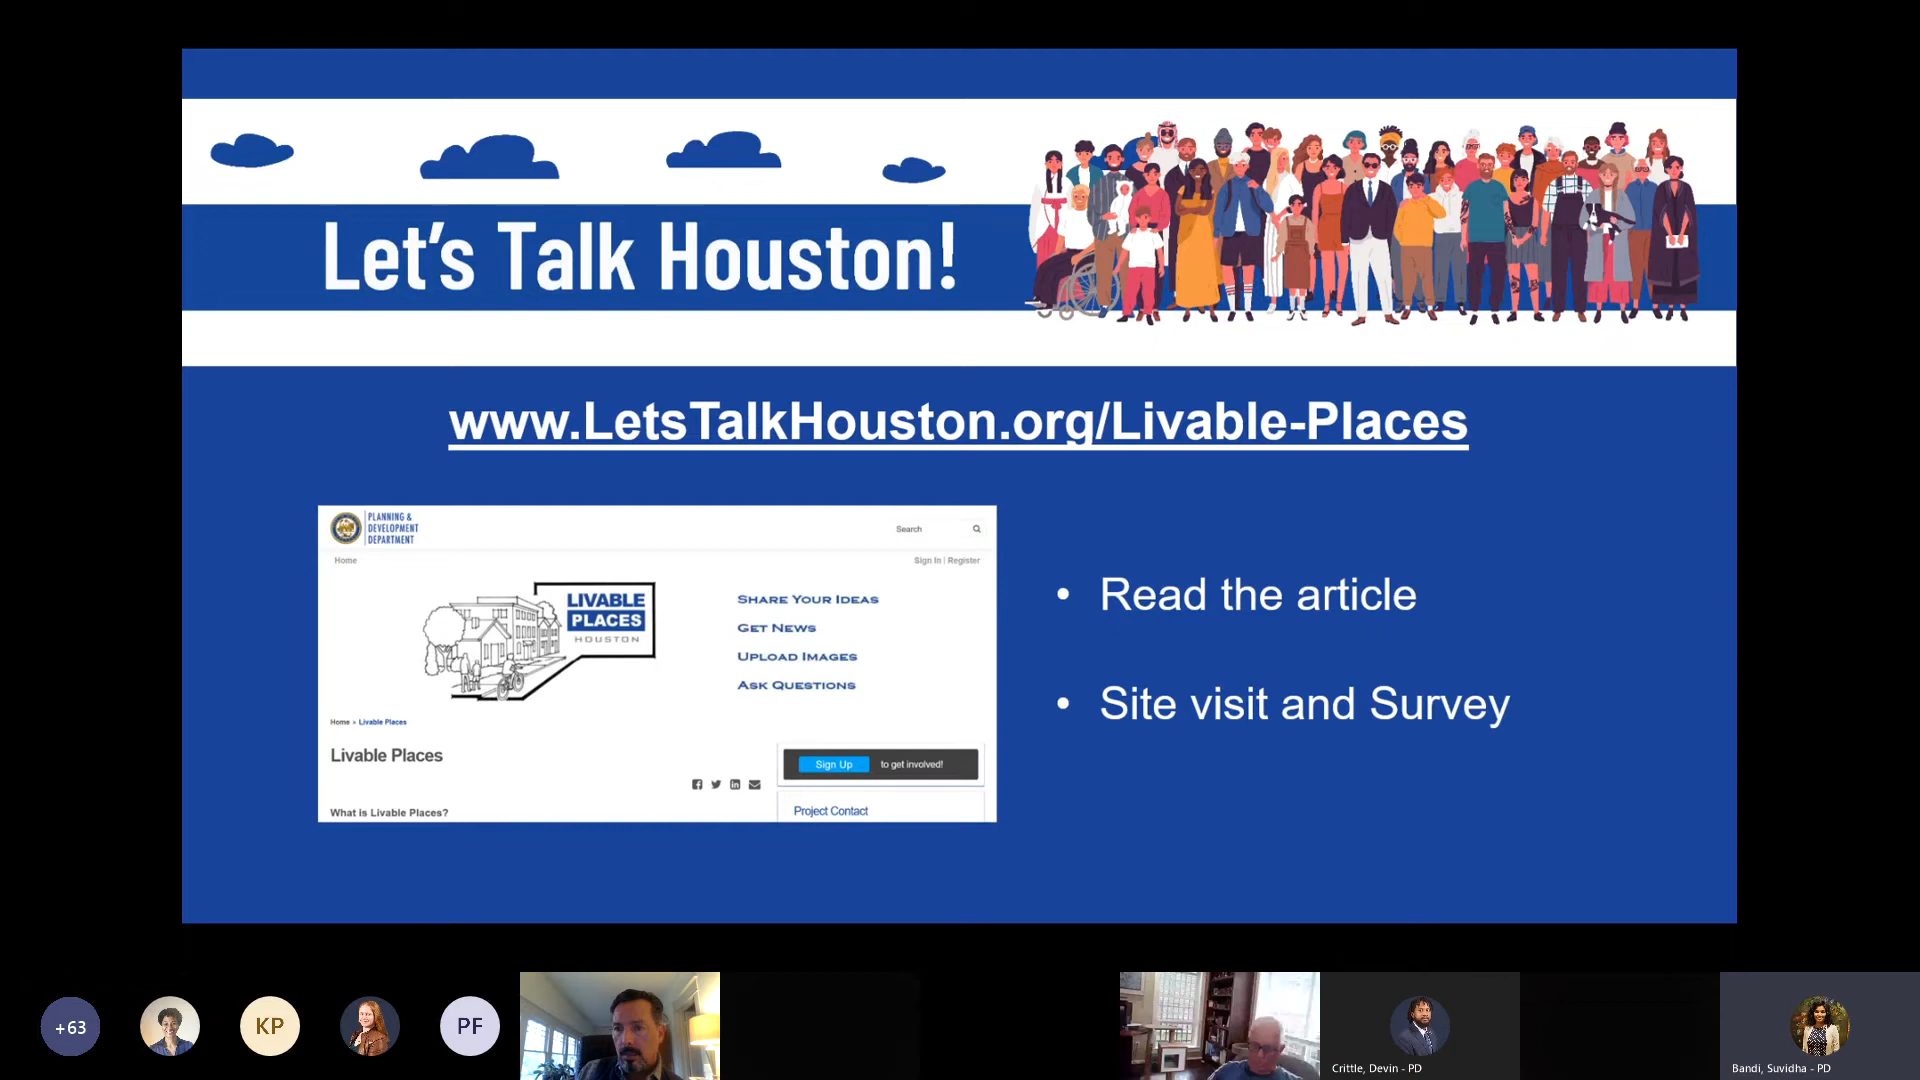 Let's Talk Houston!
www.LetsTalkHouston.org/Livable-Places
PLANNING &
DEVELOPMENT
DEPARTMENT
Search
Home
Sign In | Register
LIVABLE
PLACES
HOUSTON
SHARE YOUR IDEAS
GET NEWS
UPLOAD IMAGES
ASK QUESTIONS
Home » Livable Places
Livable Places
Sign Up to get involved!
What is Livable Places?
Project Contact
• Read the article
• Site visit and Survey
+63
KP
PF
Crittle, Devin - PD
Bandi, Suvidha - PD